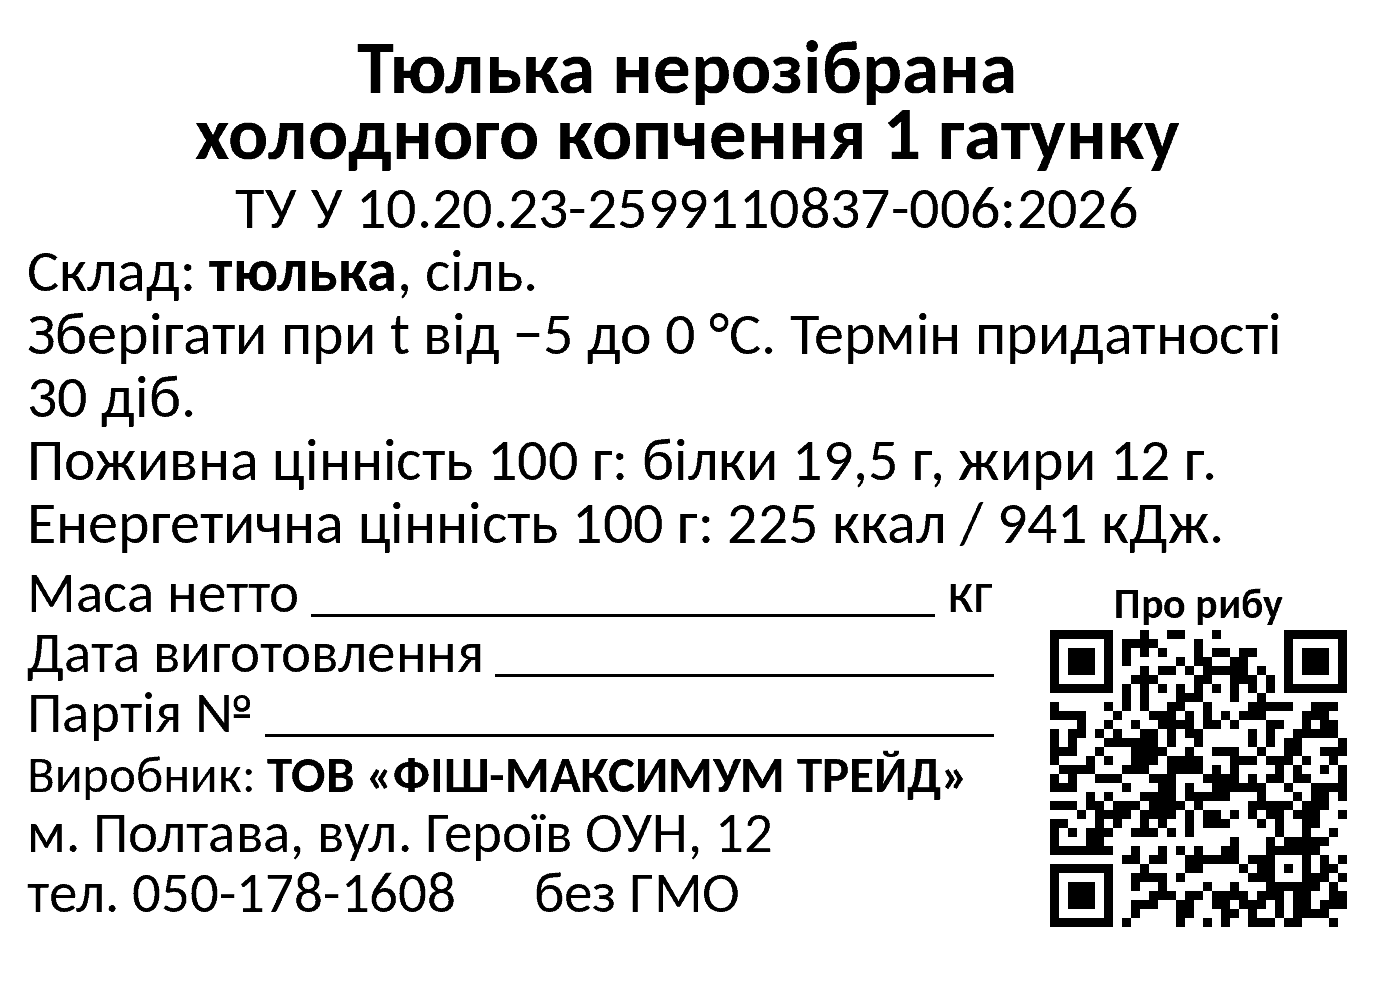 Тюлька нерозібрана
холодного копчення 1 гатунку
ТУ У 10.20.23-2599110837-006:2026
Склад: тюлька, сіль.
Зберігати при t від −5 до 0 °С. Термін придатності
30 діб.
Поживна цінність 100 г: білки 19,5 г, жири 12 г.
Енергетична цінність 100 г: 225 ккал / 941 кДж.
Маса нетто ____________________ кг
Дата виготовлення ________________
Партія № ________________________
Про рибу
Виробник: ТОВ «ФІШ-МАКСИМУМ ТРЕЙД»
м. Полтава, вул. Героїв ОУН, 12
тел. 050-178-1608 без ГМО